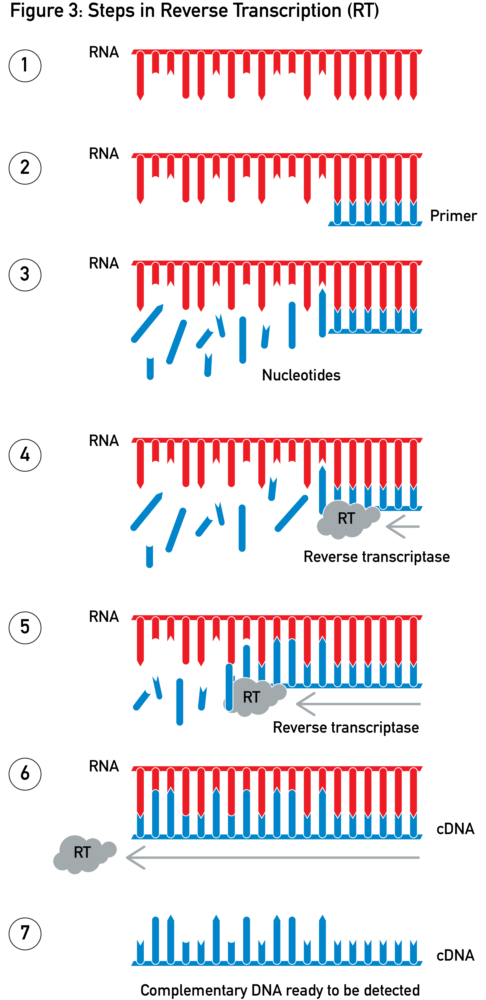 Figure 3: Steps in Reverse Transcription (RT)
1
RNA
2
RNA
Primer
3
RNA
Nucleotides
4
RNA
RT
Reverse transcriptase
5
RNA
RT
Reverse transcriptase
6
RNA
cDNA
RT
7
cDNA
Complementary DNA ready to be detected